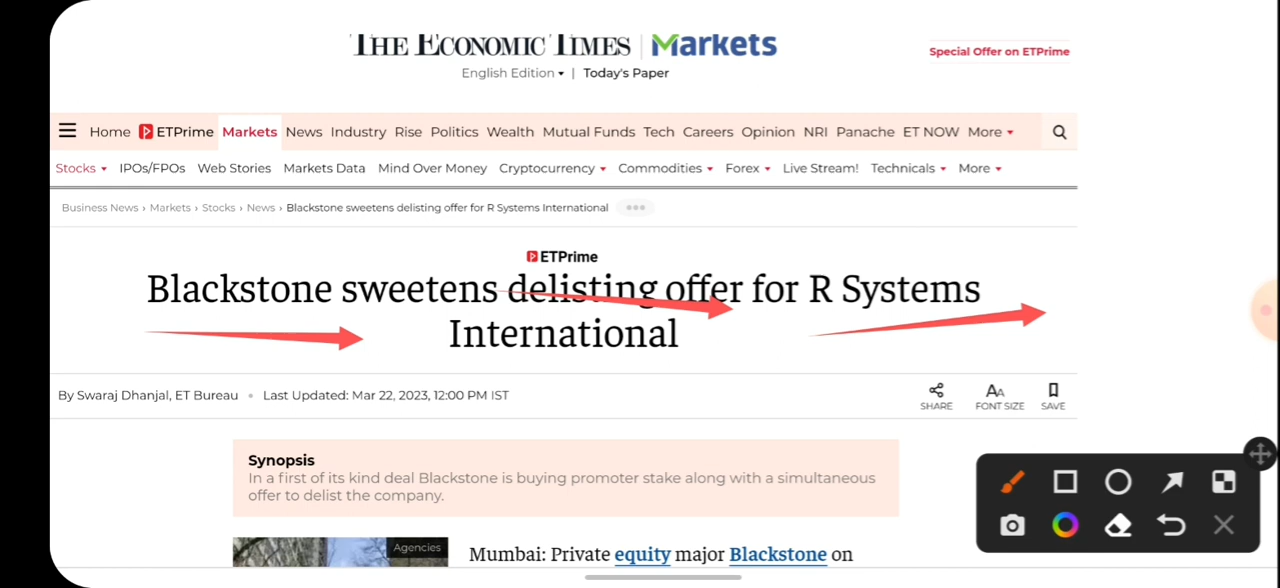 THE ECONOMIC TIMES | Markets
Special Offer on ETPrime
English Edition | Today's Paper
Home ETPrime Markets News Industry Rise Politics Wealth Mutual Funds Tech Careers Opinion NRI Panache ET NOW More
Stocks IPOs/FPOs Web Stories Markets Data Mind Over Money Cryptocurrency Commodities Forex Live Stream! Technicals More
Business News › Markets › Stocks › News › Blackstone sweetens delisting offer for R Systems International
ETPrime
Blackstone sweetens delisting offer for R Systems
International
By Swaraj Dhanjal, ET Bureau • Last Updated: Mar 22, 2023, 12:00 PM IST
SHARE FONT SIZE SAVE
Synopsis
In a first of its kind deal Blackstone is buying promoter stake along with a simultaneous
offer to delist the company.
Agencies
Mumbai: Private equity major Blackstone on